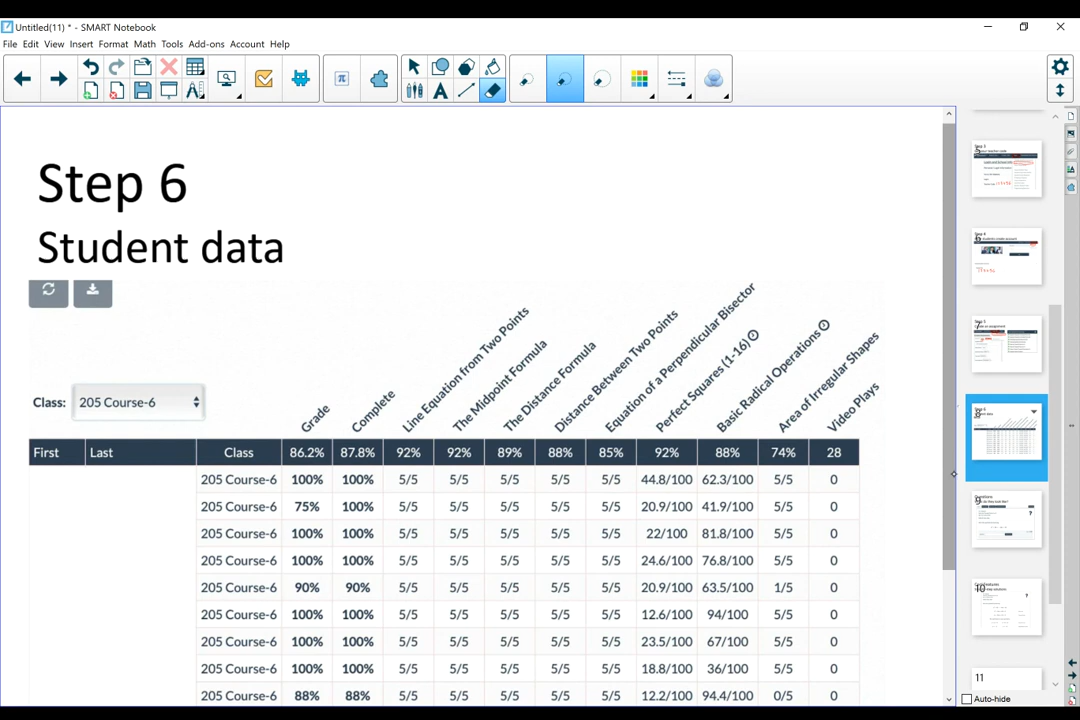 Untitled(11) * - SMART Notebook
File Edit View Insert Format Math Tools Add-ons Account Help
Step 6
Student data
Class: 205 Course-6
Grade
Complete
Line Equation from Two Points
The Midpoint Formula
The Distance Formula
Distance Between Two Points
Equation of a Perpendicular Bisector
Perfect Squares (1-16)
Basic Radical Operations
Area of Irregular Shapes
Video Plays
First Last Class 86.2% 87.8% 92% 92% 89% 88% 85% 92% 88% 74% 28
205 Course-6 100% 100% 5/5 5/5 5/5 5/5 5/5 44.8/100 62.3/100 5/5 0
205 Course-6 75% 100% 5/5 5/5 5/5 5/5 5/5 20.9/100 41.9/100 5/5 0
205 Course-6 100% 100% 5/5 5/5 5/5 5/5 5/5 22/100 81.8/100 5/5 0
205 Course-6 100% 100% 5/5 5/5 5/5 5/5 5/5 24.6/100 76.8/100 5/5 0
205 Course-6 90% 90% 5/5 5/5 5/5 5/5 5/5 20.9/100 63.5/100 1/5 0
205 Course-6 100% 100% 5/5 5/5 5/5 5/5 5/5 12.6/100 94/100 5/5 0
205 Course-6 100% 100% 5/5 5/5 5/5 5/5 5/5 23.5/100 67/100 5/5 0
205 Course-6 100% 100% 5/5 5/5 5/5 5/5 5/5 18.8/100 36/100 5/5 0
205 Course-6 88% 88% 5/5 5/5 5/5 5/5 5/5 12.2/100 94.4/100 0/5 0
10
11
Auto-hide